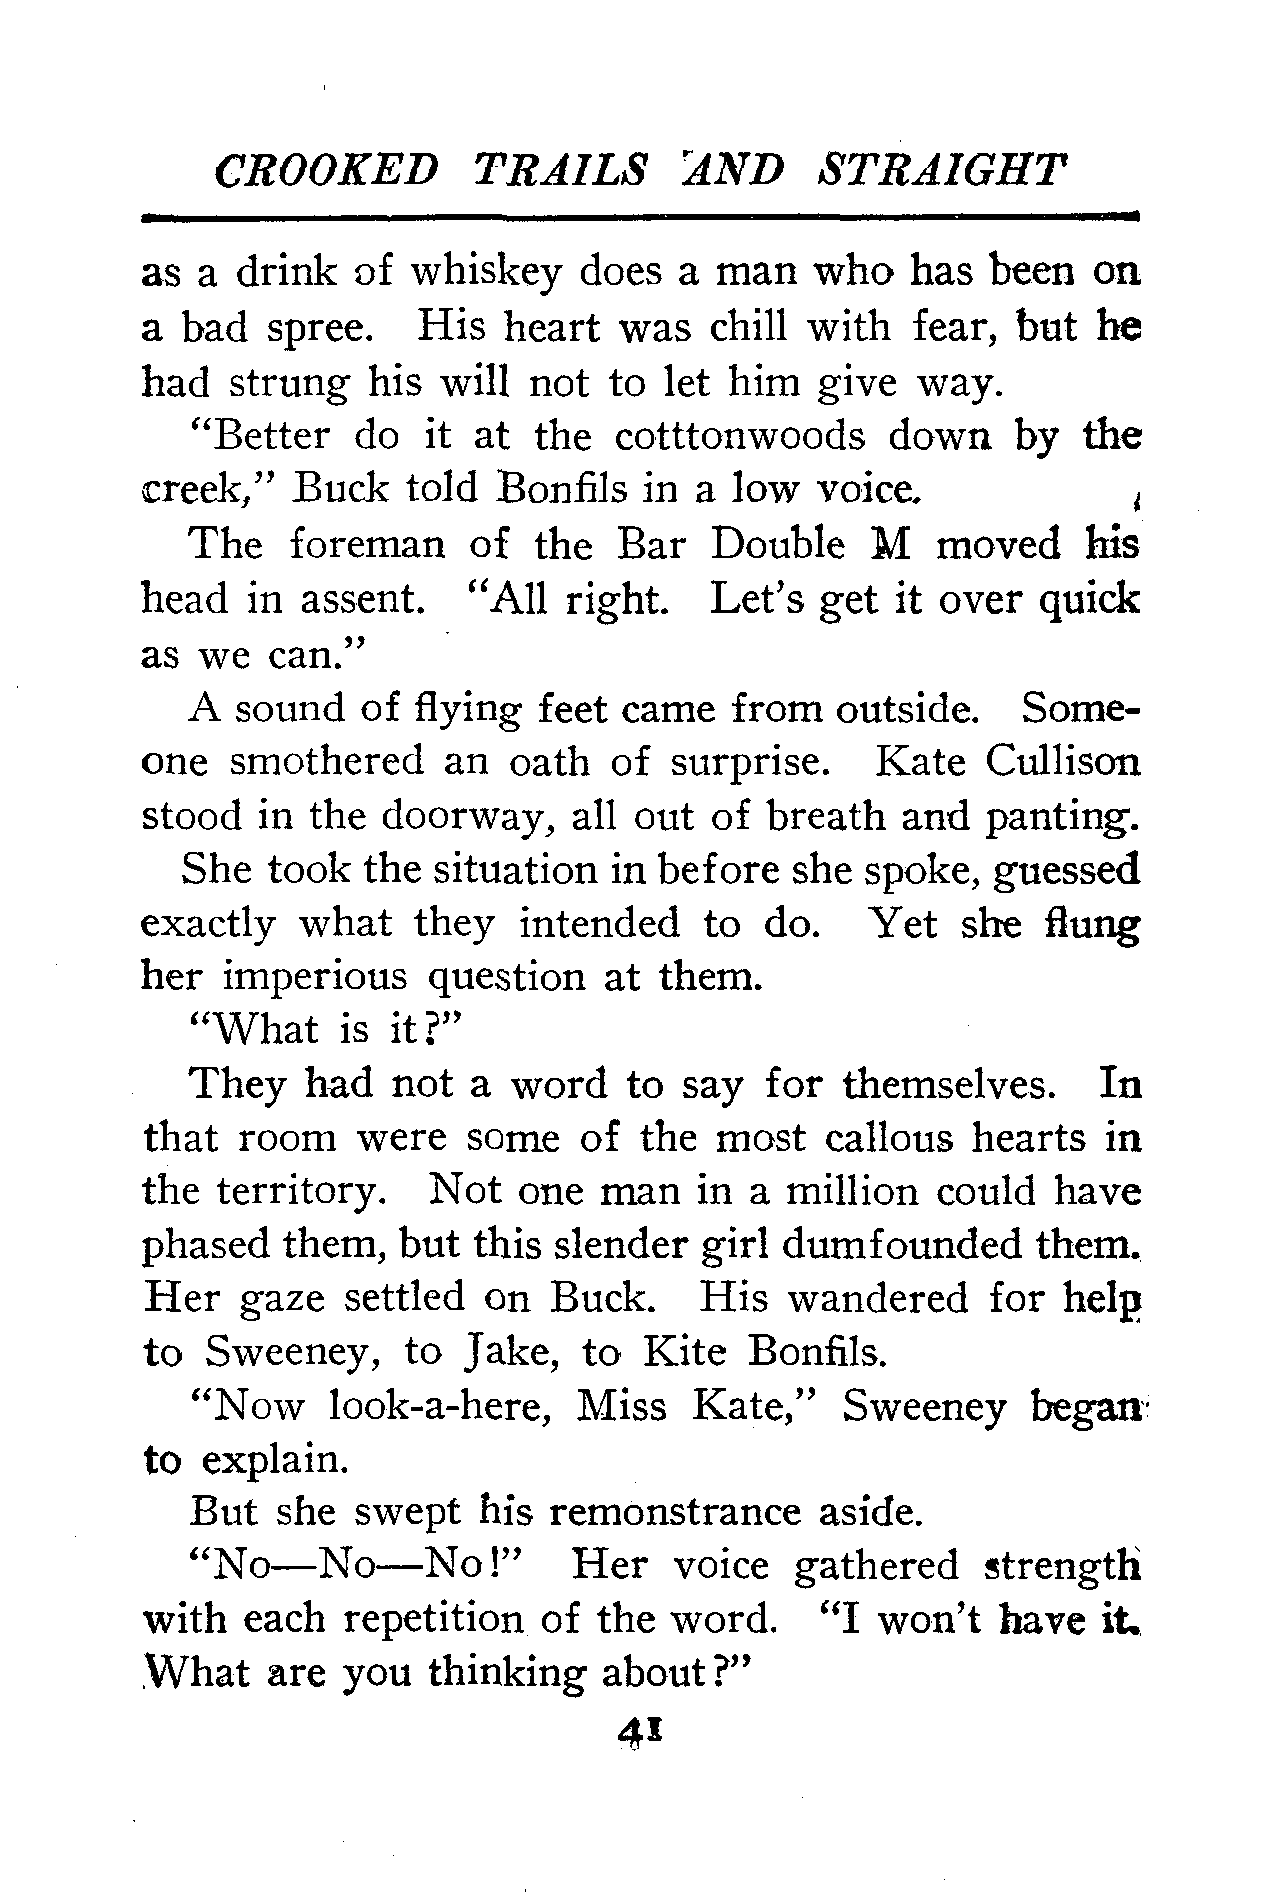 CROOKED TRAILS AND STRAIGHT
as a drink of whiskey does a man who has been on
a bad spree. His heart was chill with fear, but he
had strung his will not to let him give way.
"Better do it at the cotttonwoods down by the
creek," Buck told Bonfils in a low voice.
The foreman of the Bar Double M moved his
head in assent. "All right. Let's get it over quick
as we can."
A sound of flying feet came from outside. Some-
one smothered an oath of surprise. Kate Cullison
stood in the doorway, all out of breath and panting.
She took the situation in before she spoke, guessed
exactly what they intended to do. Yet she flung
her imperious question at them.
"What is it?"
They had not a word to say for themselves. In
that room were some of the most callous hearts in
the territory. Not one man in a million could have
phased them, but this slender girl dumfounded them.
Her gaze settled on Buck. His wandered for help
to Sweeney, to Jake, to Kite Bonfils.
"Now look-a-here, Miss Kate," Sweeney began
to explain.
But she swept his remonstrance aside.
"No—No—No!" Her voice gathered strength
with each repetition of the word. "I won't have it.
What are you thinking about?"
41